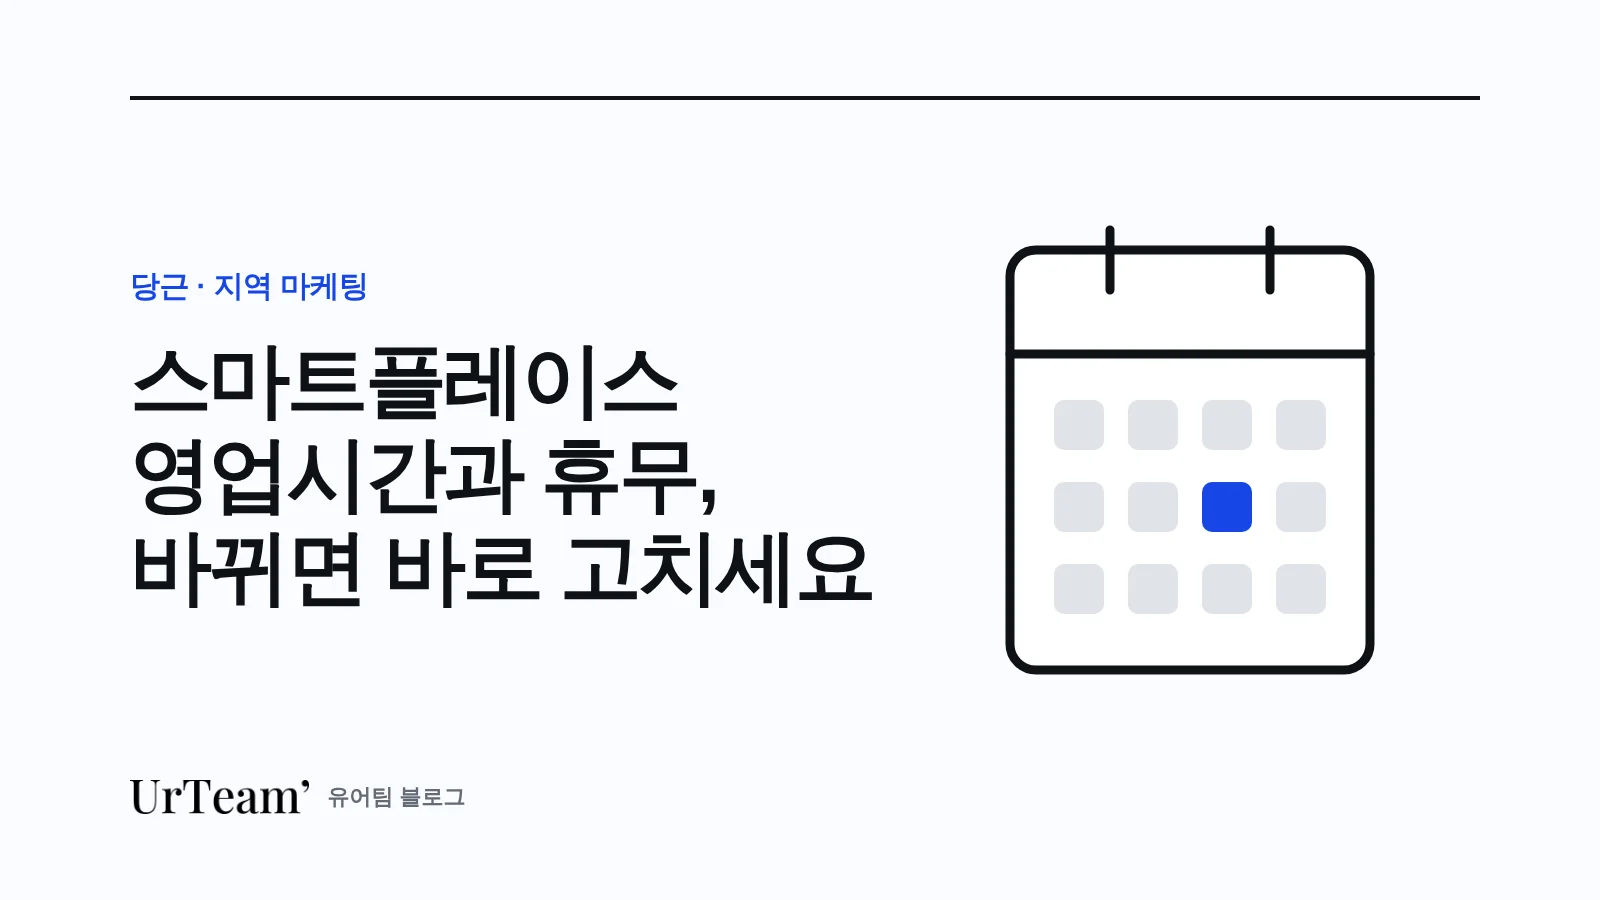 당근 · 지역 마케팅
스마트플레이스
영업시간과 휴무,
바뀌면 바로 고치세요
UrTeam’ 유어팀 블로그